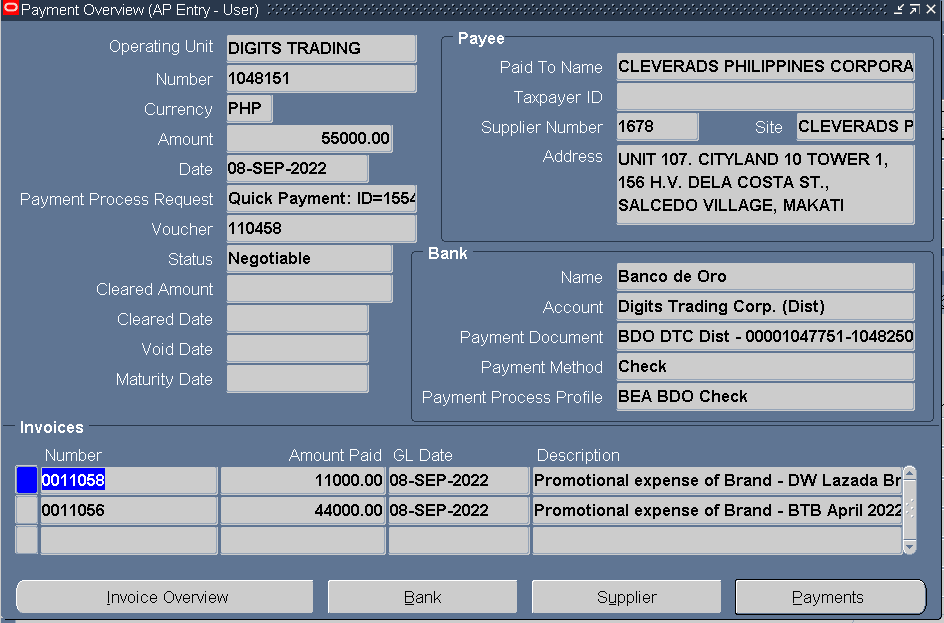 Payment Overview (AP Entry - User)
Operating Unit DIGITS TRADING
Number 1048151
Currency PHP
Amount 55000.00
Date 08-SEP-2022
Payment Process Request Quick Payment: ID=1554
Voucher 110458
Status Negotiable
Cleared Amount
Cleared Date
Void Date
Maturity Date
Payee
Paid To Name CLEVERADS PHILIPPINES CORPORA
Taxpayer ID
Supplier Number 1678 Site CLEVERADS P
Address UNIT 107. CITYLAND 10 TOWER 1,
156 H.V. DELA COSTA ST.,
SALCEDO VILLAGE, MAKATI
Bank
Name Banco de Oro
Account Digits Trading Corp. (Dist)
Payment Document BDO DTC Dist - 00001047751-1048250
Payment Method Check
Payment Process Profile BEA BDO Check
Invoices
Number Amount Paid GL Date Description
0011058 11000.00 08-SEP-2022 Promotional expense of Brand - DW Lazada Br
0011056 44000.00 08-SEP-2022 Promotional expense of Brand - BTB April 2022
Invoice Overview Bank Supplier Payments